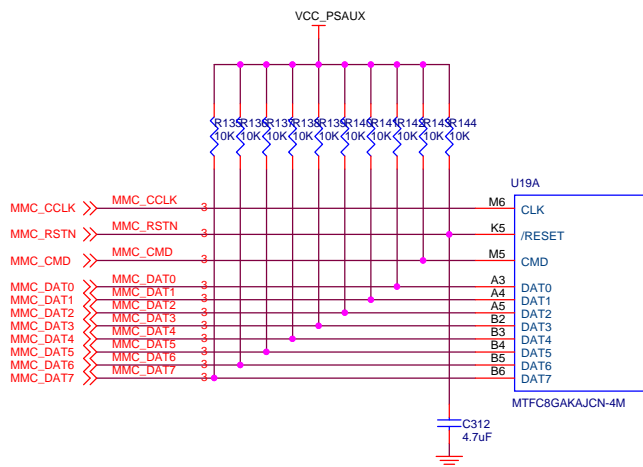 VCC_PSAUX
R135 R136 R137 R138 R139 R140 R141 R142 R143 R144
10K 10K 10K 10K 10K 10K 10K 10K 10K 10K
U19A
MMC_CCLK MMC_CCLK 3 M6 CLK
MMC_RSTN MMC_RSTN 3 K5 /RESET
MMC_CMD MMC_CMD 3 M5 CMD
MMC_DAT0 MMC_DAT0 3 A3 DAT0
MMC_DAT1 MMC_DAT1 3 A4 DAT1
MMC_DAT2 MMC_DAT2 3 A5 DAT2
MMC_DAT3 MMC_DAT3 3 B2 DAT3
MMC_DAT4 MMC_DAT4 3 B3 DAT4
MMC_DAT5 MMC_DAT5 3 B4 DAT5
MMC_DAT6 MMC_DAT6 3 B5 DAT6
MMC_DAT7 MMC_DAT7 3 B6 DAT7
MTFC8GAKAJCN-4M
C312
4.7uF